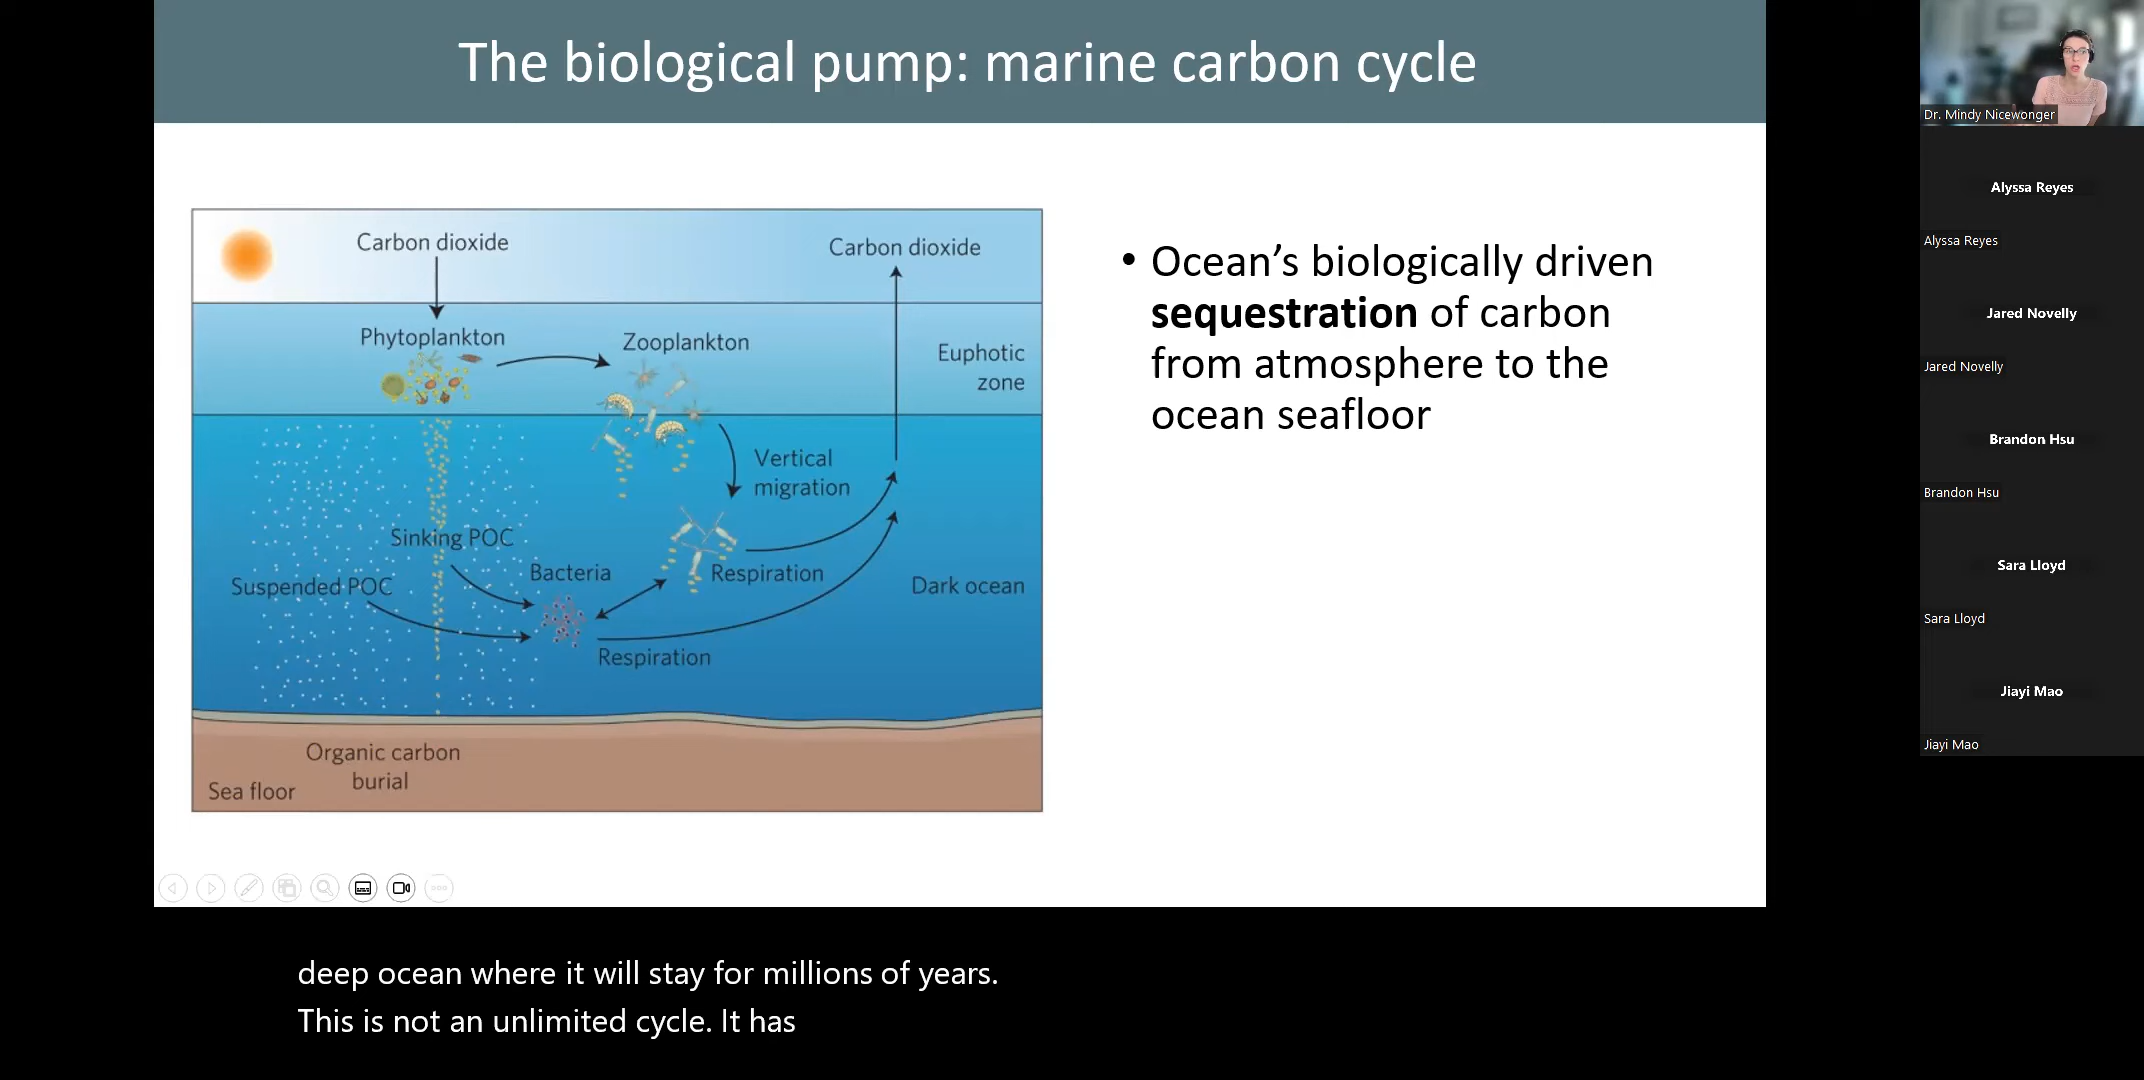 The biological pump: marine carbon cycle
Carbon dioxide
Carbon dioxide
Phytoplankton
Zooplankton
Euphotic
zone
Vertical
migration
Sinking POC
Suspended POC
Bacteria
Respiration
Dark ocean
Respiration
Organic carbon
burial
Sea floor
• Ocean’s biologically driven
sequestration of carbon
from atmosphere to the
ocean seafloor
deep ocean where it will stay for millions of years.
This is not an unlimited cycle. It has
Dr. Mindy Nicewonger
Alyssa Reyes
Alyssa Reyes
Jared Novelly
Jared Novelly
Brandon Hsu
Brandon Hsu
Sara Lloyd
Sara Lloyd
Jiayi Mao
Jiayi Mao